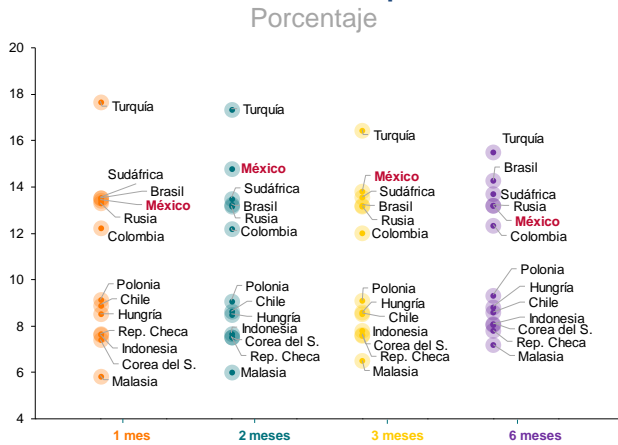 Porcentaje
20
18
16
14
12
10
8
6
4
Turquía
Sudáfrica
Brasil
México
Rusia
Colombia
Polonia
Chile
Hungría
Rep. Checa
Indonesia
Corea del S.
Malasia
Turquía
México
Sudáfrica
Brasil
Rusia
Colombia
Polonia
Chile
Hungría
Indonesia
Corea del S.
Rep. Checa
Malasia
Turquía
México
Sudáfrica
Brasil
Rusia
Colombia
Polonia
Hungría
Chile
Indonesia
Corea del S.
Rep. Checa
Malasia
Turquía
Brasil
Sudáfrica
Rusia
México
Colombia
Polonia
Hungría
Chile
Indonesia
Corea del S.
Rep. Checa
Malasia
1 mes
2 meses
3 meses
6 meses